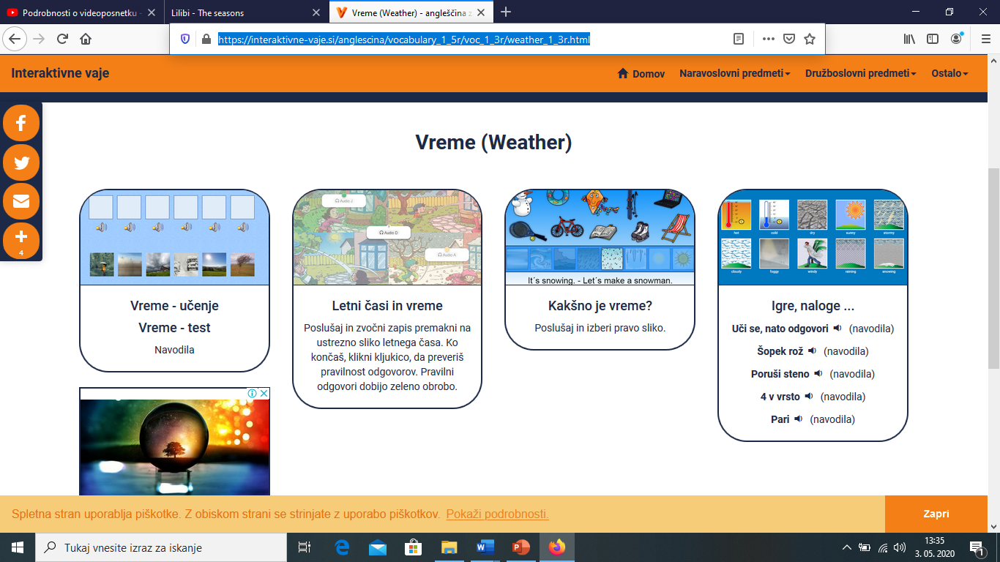 Podrobnosti o videoposnetku -
Lilibi - The seasons
Vreme (Weather) - angleščina z
https://interaktivne-vaje.si/anglescina/vocabulary_1_5r/voc_1_3r/weather_1_3r.html
Interaktivne vaje
Domov
Naravoslovni predmeti
Družboslovni predmeti
Ostalo
4
Vreme (Weather)
Vreme - učenje
Vreme - test
Navodila
Audio J
Audio D
Audio A
Letni časi in vreme
Poslušaj in zvočni zapis premakni na
ustrezno sliko letnega časa. Ko
končaš, klikni kljukico, da preveriš
pravilnost odgovorov. Pravilni
odgovori dobijo zeleno obrobo.
It´s snowing. - Let´s make a snowman.
Kakšno je vreme?
Poslušaj in izberi pravo sliko.
hot cold dry sunny stormy
cloudy foggy windy raining snowing
Igre, naloge ...
Uči se, nato odgovori (navodila)
Šopek rož (navodila)
Poruši steno (navodila)
4 v vrsto (navodila)
Pari (navodila)
Spletna stran uporablja piškotke. Z obiskom strani se strinjate z uporabo piškotkov. Pokaži podrobnosti.
Zapri
Tukaj vnesite izraz za iskanje
13:35
3. 05. 2020
1